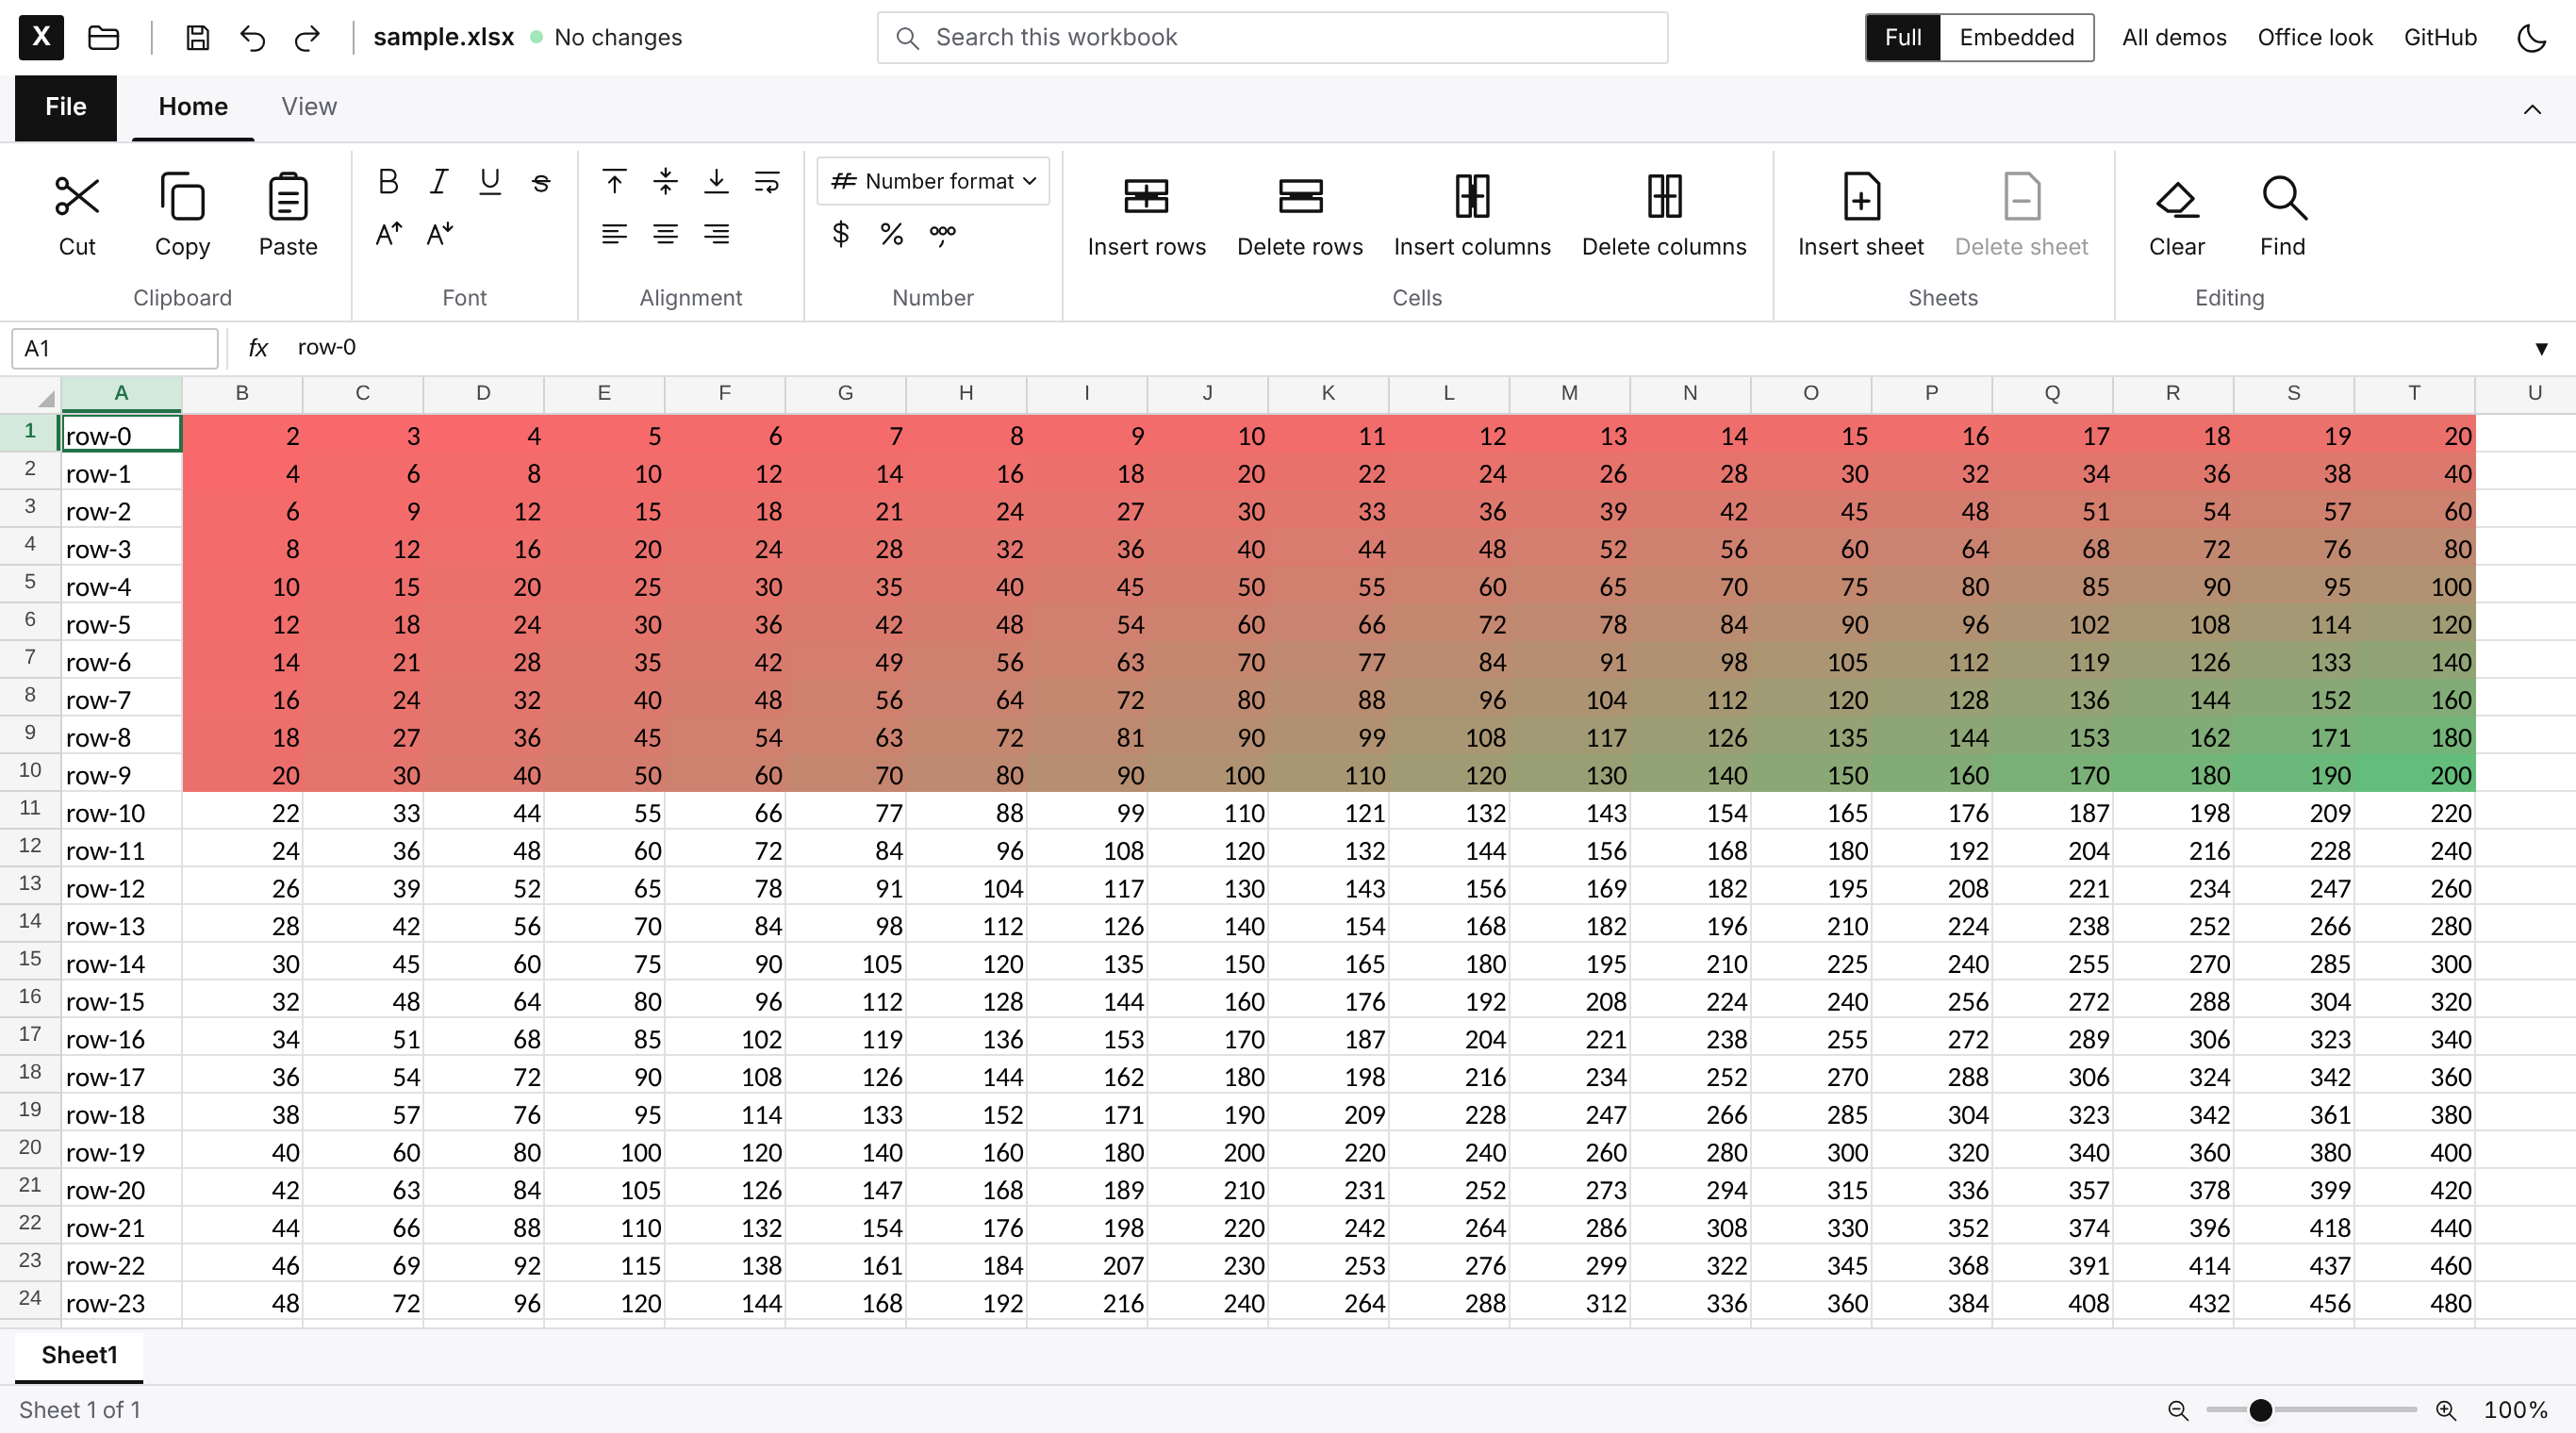 X sample.xlsx No changes Search this workbook Full Embedded All demos Office look GitHub
File Home View
B I U S Number format
A A $ %
Cut Copy Paste Insert rows Delete rows Insert columns Delete columns Insert sheet Delete sheet Clear Find
Clipboard Font Alignment Number Cells Sheets Editing
A1 fx row-0
A B C D E F G H I J K L M N O P Q R S T U
1 row-0 2 3 4 5 6 7 8 9 10 11 12 13 14 15 16 17 18 19 20
2 row-1 4 6 8 10 12 14 16 18 20 22 24 26 28 30 32 34 36 38 40
3 row-2 6 9 12 15 18 21 24 27 30 33 36 39 42 45 48 51 54 57 60
4 row-3 8 12 16 20 24 28 32 36 40 44 48 52 56 60 64 68 72 76 80
5 row-4 10 15 20 25 30 35 40 45 50 55 60 65 70 75 80 85 90 95 100
6 row-5 12 18 24 30 36 42 48 54 60 66 72 78 84 90 96 102 108 114 120
7 row-6 14 21 28 35 42 49 56 63 70 77 84 91 98 105 112 119 126 133 140
8 row-7 16 24 32 40 48 56 64 72 80 88 96 104 112 120 128 136 144 152 160
9 row-8 18 27 36 45 54 63 72 81 90 99 108 117 126 135 144 153 162 171 180
10 row-9 20 30 40 50 60 70 80 90 100 110 120 130 140 150 160 170 180 190 200
11 row-10 22 33 44 55 66 77 88 99 110 121 132 143 154 165 176 187 198 209 220
12 row-11 24 36 48 60 72 84 96 108 120 132 144 156 168 180 192 204 216 228 240
13 row-12 26 39 52 65 78 91 104 117 130 143 156 169 182 195 208 221 234 247 260
14 row-13 28 42 56 70 84 98 112 126 140 154 168 182 196 210 224 238 252 266 280
15 row-14 30 45 60 75 90 105 120 135 150 165 180 195 210 225 240 255 270 285 300
16 row-15 32 48 64 80 96 112 128 144 160 176 192 208 224 240 256 272 288 304 320
17 row-16 34 51 68 85 102 119 136 153 170 187 204 221 238 255 272 289 306 323 340
18 row-17 36 54 72 90 108 126 144 162 180 198 216 234 252 270 288 306 324 342 360
19 row-18 38 57 76 95 114 133 152 171 190 209 228 247 266 285 304 323 342 361 380
20 row-19 40 60 80 100 120 140 160 180 200 220 240 260 280 300 320 340 360 380 400
21 row-20 42 63 84 105 126 147 168 189 210 231 252 273 294 315 336 357 378 399 420
22 row-21 44 66 88 110 132 154 176 198 220 242 264 286 308 330 352 374 396 418 440
23 row-22 46 69 92 115 138 161 184 207 230 253 276 299 322 345 368 391 414 437 460
24 row-23 48 72 96 120 144 168 192 216 240 264 288 312 336 360 384 408 432 456 480
Sheet1
Sheet 1 of 1 100%